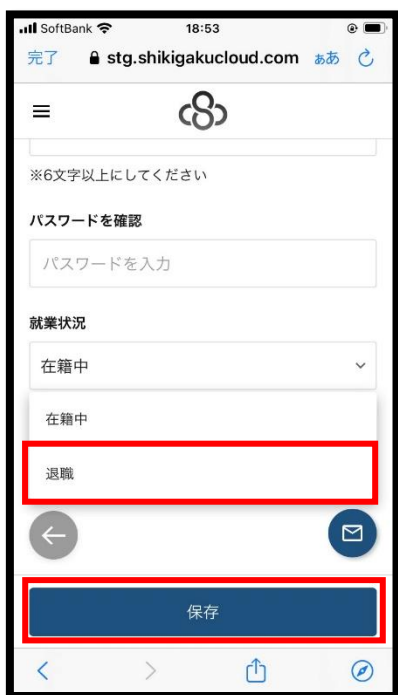 SoftBank 18:53
完了 stg.shikigakucloud.com ぁあ
※6文字以上にしてください
パスワードを確認
パスワードを入力
就業状況
在籍中
在籍中
退職
保存